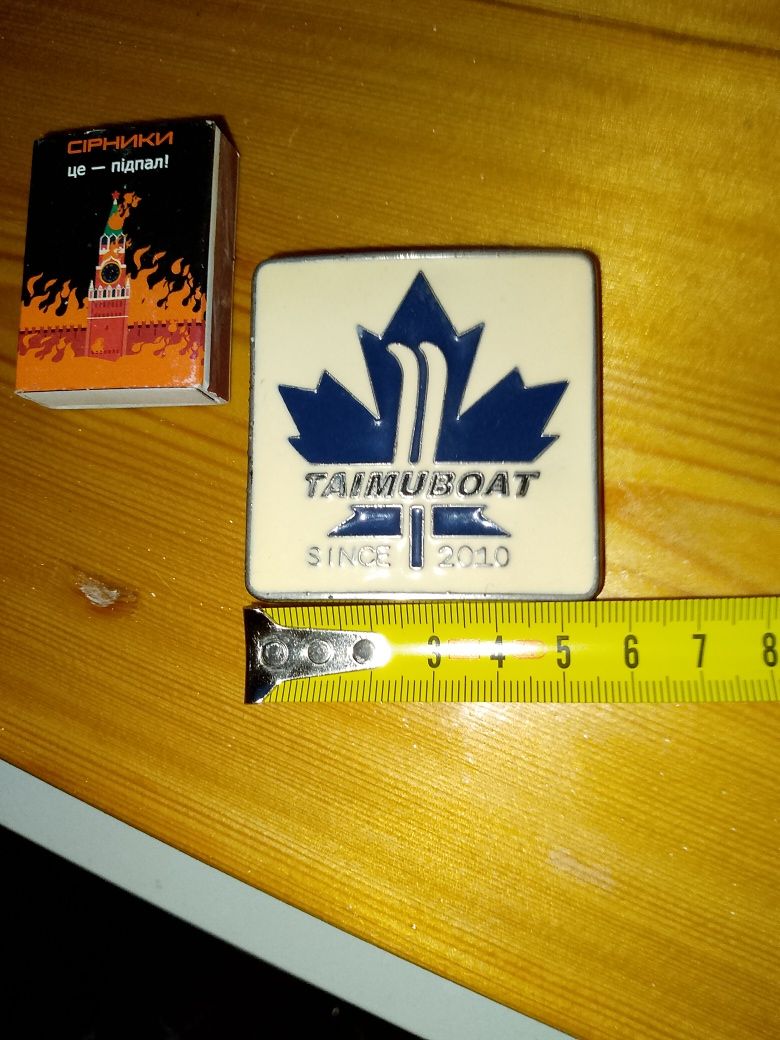 СІРНИКИ
це — підпал!
TAIMUBOAT
SINCE 2010
3 4 5 6 7 8